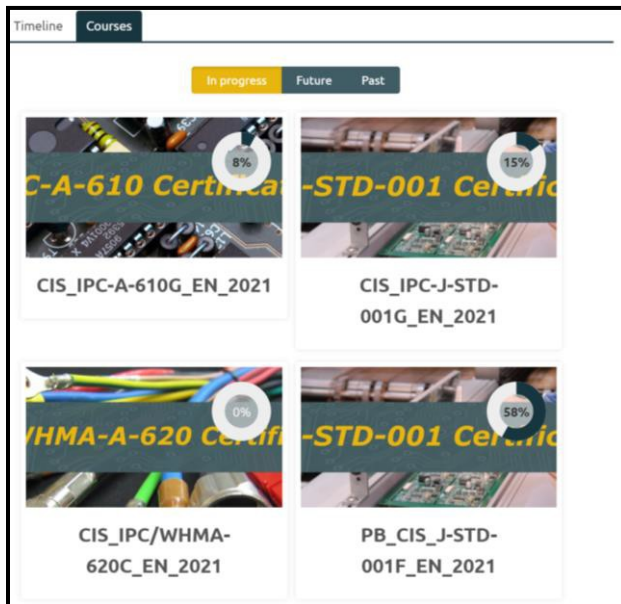 Timeline Courses
In progress Future Past
8%
C-A-610 Certificat
CIS_IPC-A-610G_EN_2021
15%
-STD-001 Certific
CIS_IPC-J-STD-
001G_EN_2021
0%
WHMA-A-620 Certifi
CIS_IPC/WHMA-
620C_EN_2021
58%
-STD-001 Certific
PB_CIS_J-STD-
001F_EN_2021